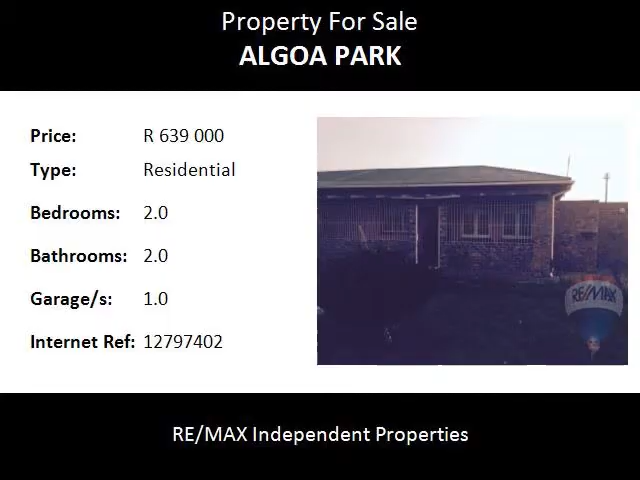 Property For Sale
ALGOA PARK
Price: R 639 000
Type: Residential
Bedrooms: 2.0
Bathrooms: 2.0
Garage/s: 1.0
Internet Ref: 12797402
RE/MAX
RE/MAX Independent Properties